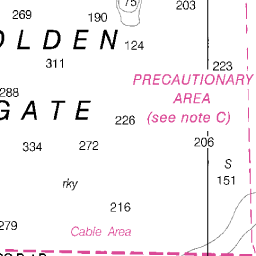 75
203
269
190
OLDEN
124
311
223
PRECAUTIONARY
AREA
(see note C)
288
GATE
226
206
334
272
S
151
rky
216
279
Cable Area